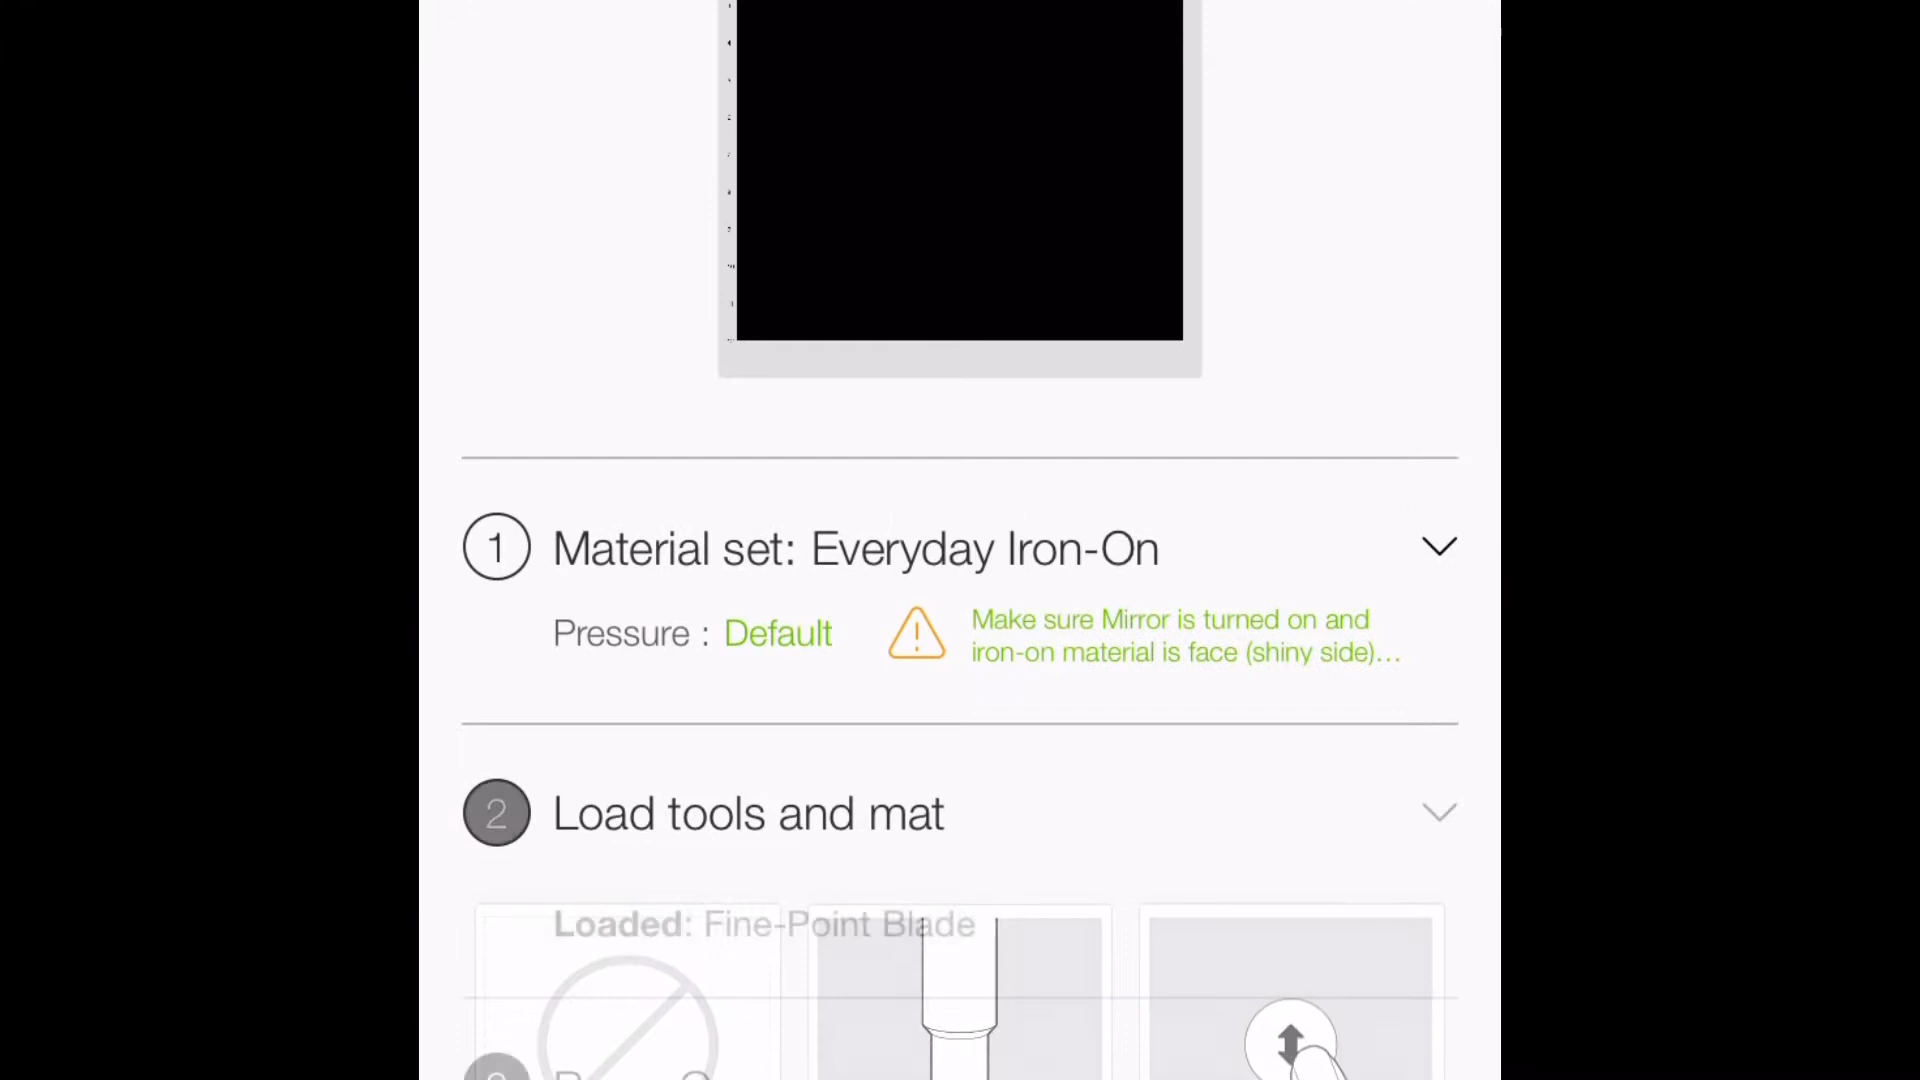 1 Material set: Everyday Iron-On
Pressure : Default
Make sure Mirror is turned on and
iron-on material is face (shiny side)...
2 Load tools and mat
Loaded: Fine-Point Blade